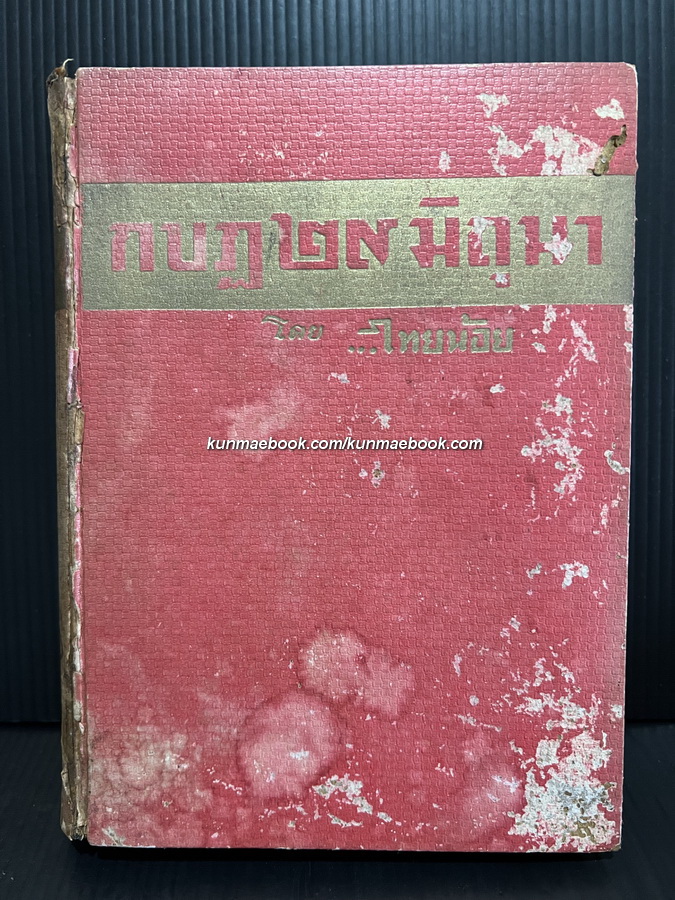 กบฏ ๒๙ มิถุนา
โดย ...ไทยน้อย
kunmaebook.com/kunmaebook.com